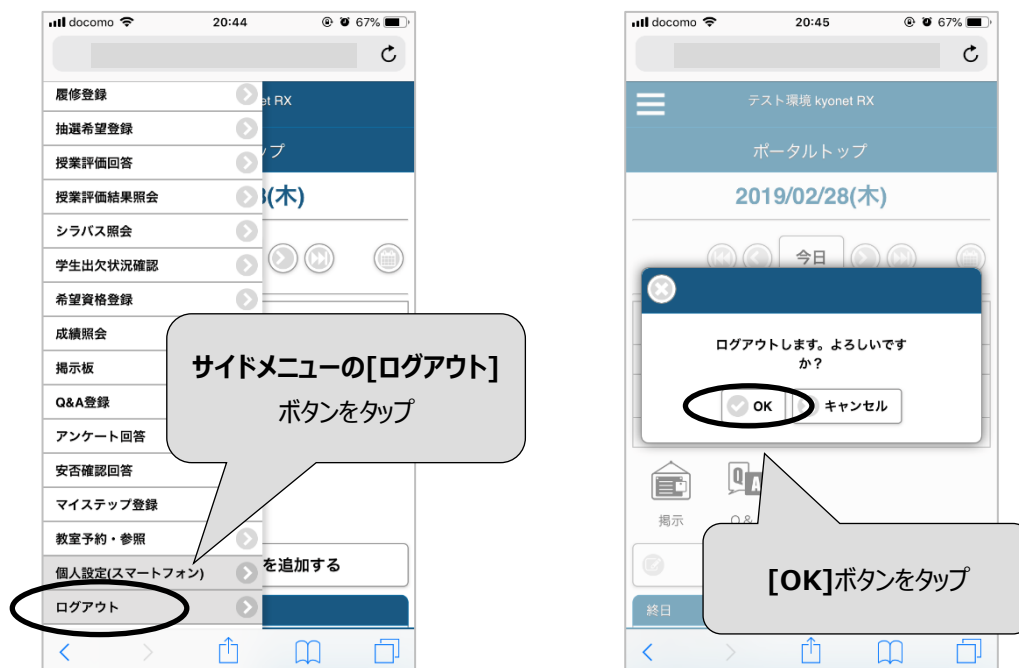 docomo 20:44 67%
履修登録
et RX
抽選希望登録
授業評価回答
ップ
授業評価結果照会
(木)
シラバス照会
学生出欠状況確認
希望資格登録
成績照会
掲示板
Q&A登録
アンケート回答
安否確認回答
マイステップ登録
教室予約・参照
個人設定(スマートフォン)
を追加する
ログアウト
サイドメニューの[ログアウト]
ボタンをタップ
docomo 20:45 67%
テスト環境 kyonet RX
ポータルトップ
2019/02/28(木)
今日
ログアウトします。よろしいです
か?
OK
キャンセル
Q A
掲示
Q &
終日
[OK]ボタンをタップ